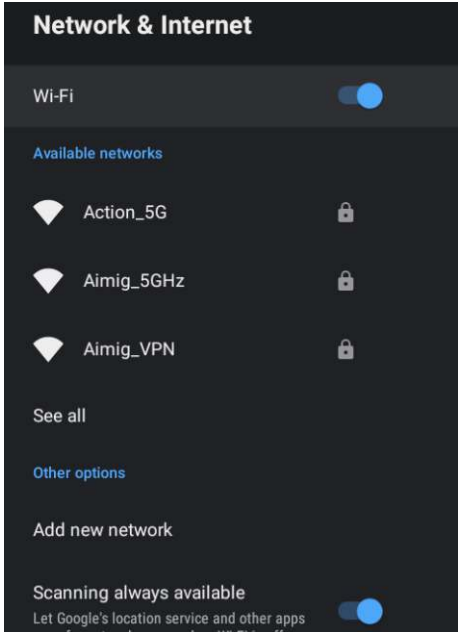 Network & Internet
Wi-Fi
Available networks
Action_5G
Aimig_5GHz
Aimig_VPN
See all
Other options
Add new network
Scanning always available
Let Google's location service and other apps